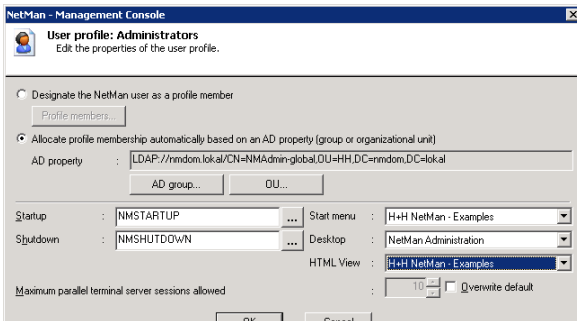 NetMan - Management Console
User profile: Administrators
Edit the properties of the user profile.
Designate the NetMan user as a profile member
Profile members...
Allocate profile membership automatically based on an AD property (group or organizational unit)
AD property : LDAP://nmdom.lokal/CN=NMAdmin-global,OU=HH,DC=nmdom,DC=lokal
AD group... OU...
Startup : NMSTARTUP ... Start menu : H+H NetMan - Examples
Shutdown : NMSHUTDOWN ... Desktop : NetMan Administration
HTML View : H+H NetMan - Examples
Maximum parallel terminal server sessions allowed : 10 Overwrite default
OK Cancel